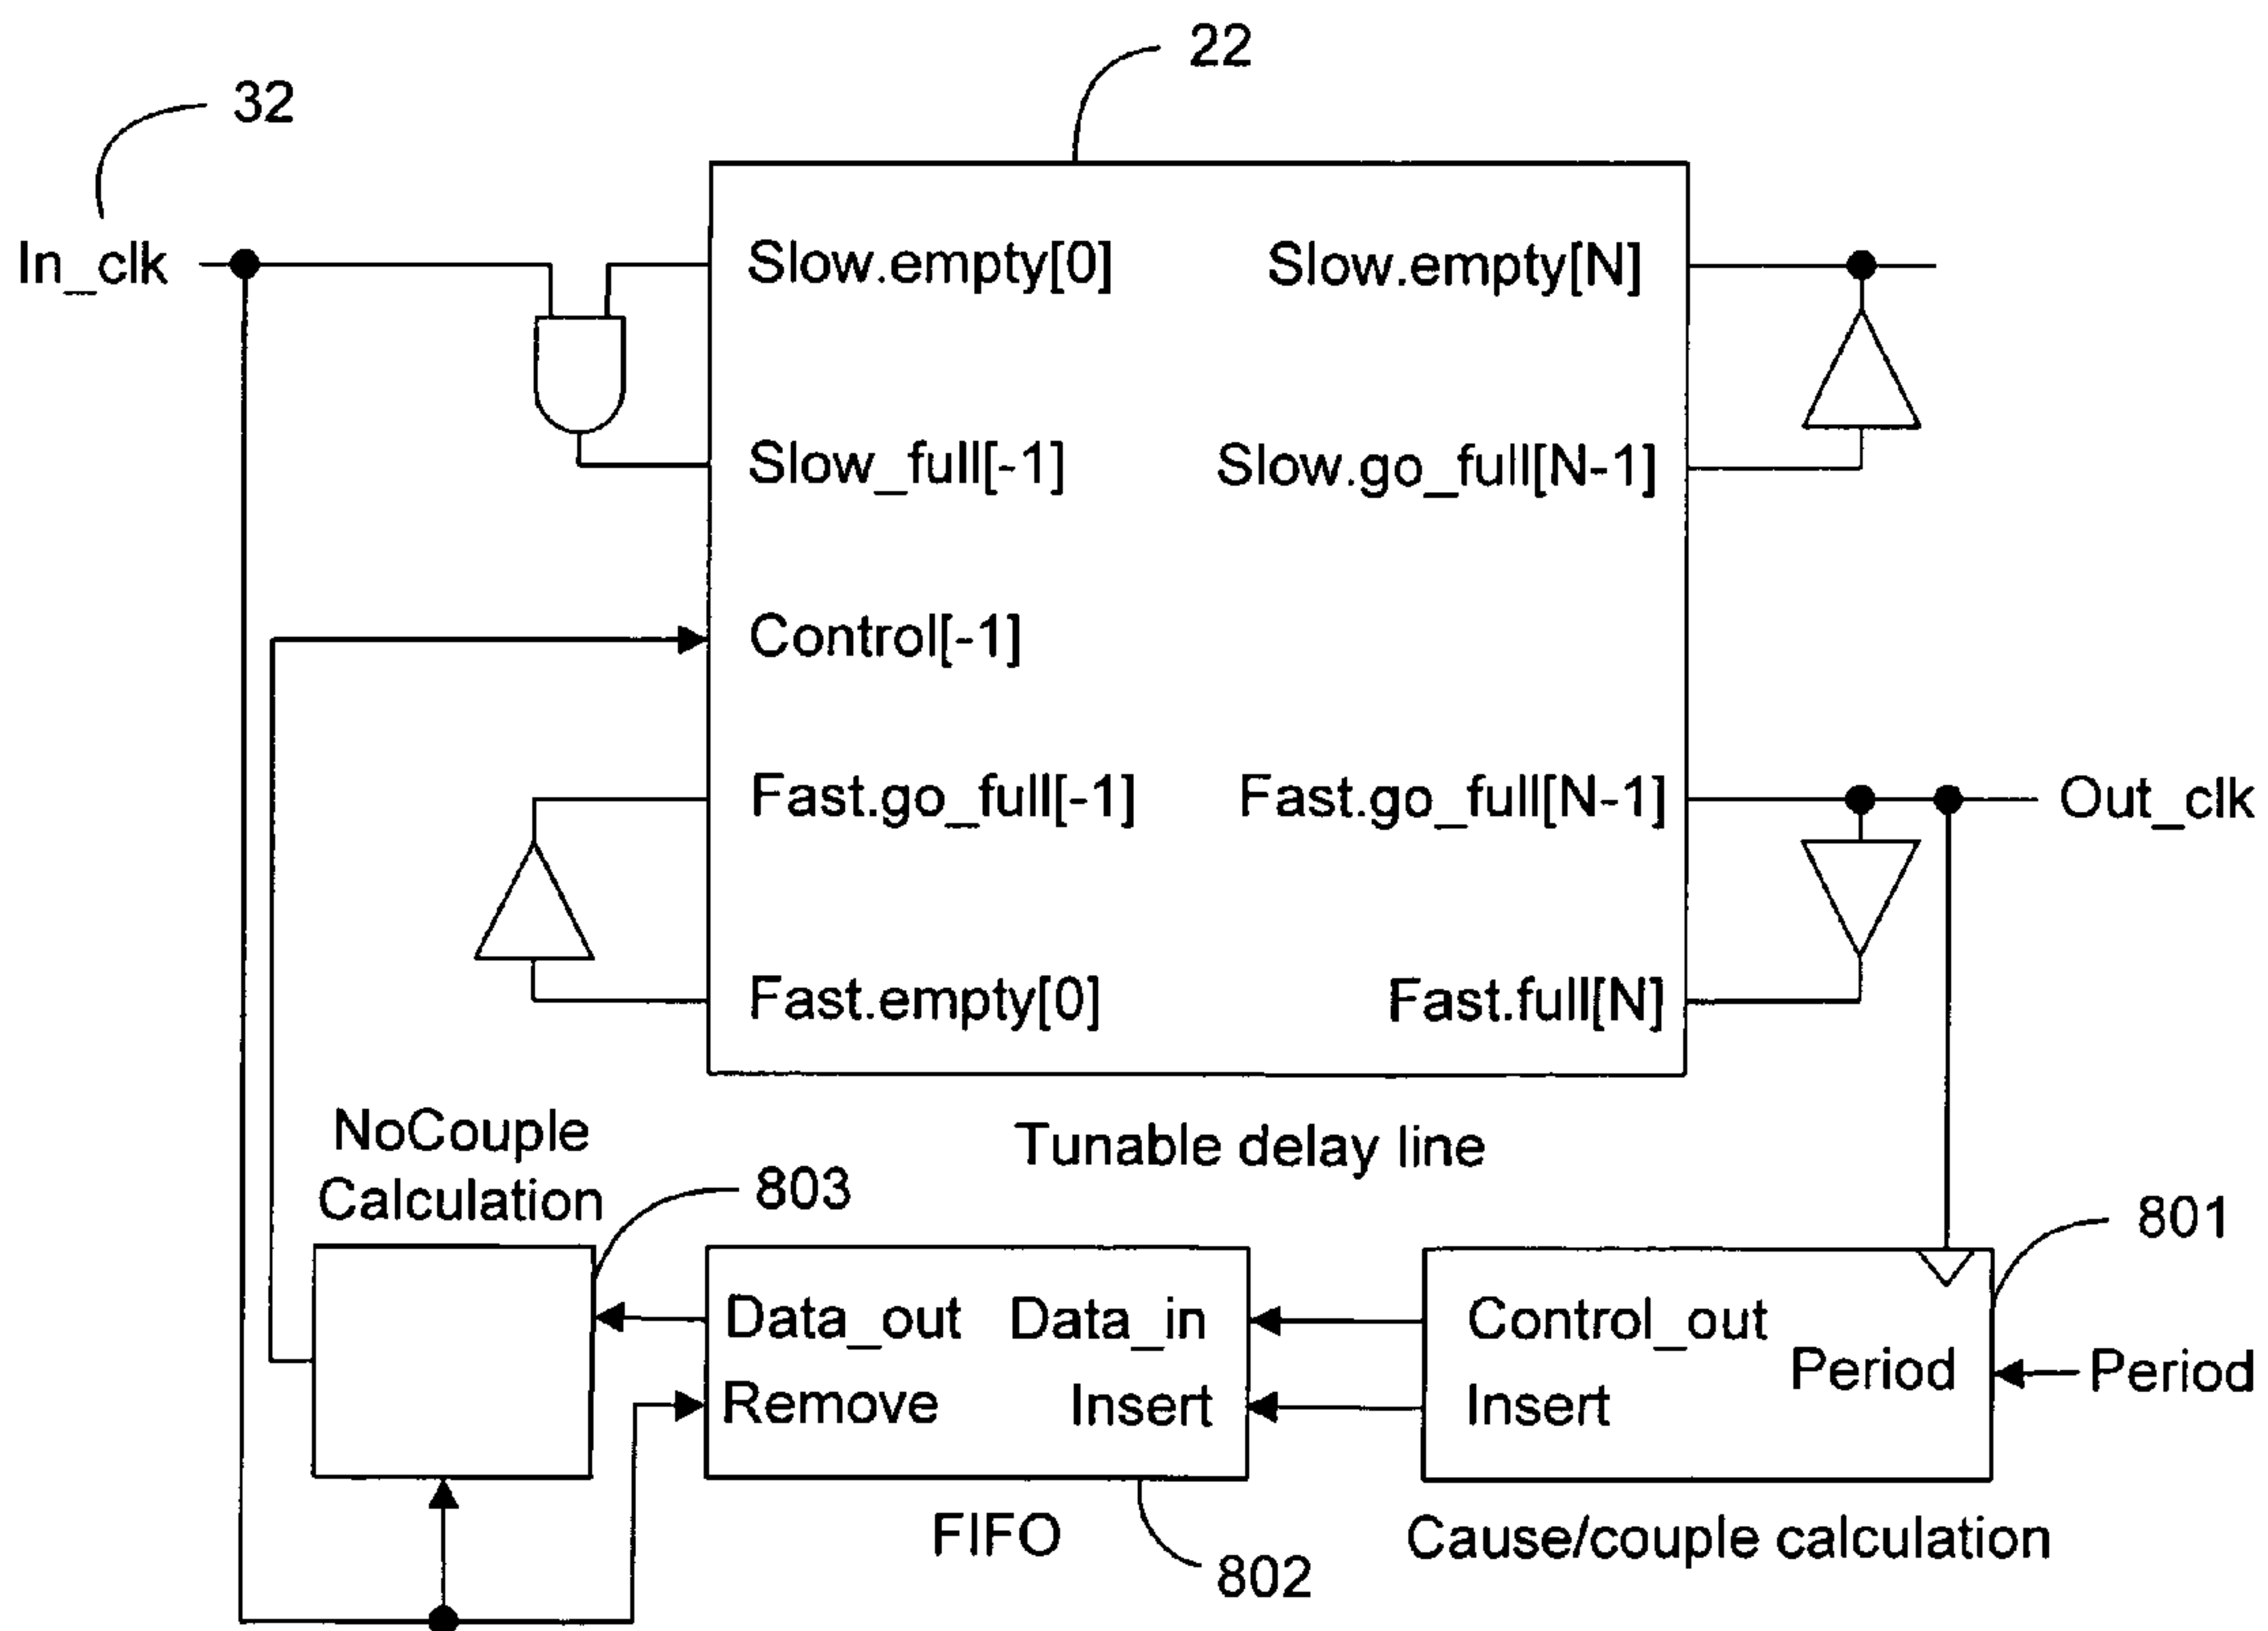 22
32
In_clk
Slow.empty[0]
Slow.empty[N]
Slow_full[-1]
Slow.go_full[N-1]
Control[-1]
Fast.go_full[-1]
Fast.go_full[N-1]
Out_clk
Fast.empty[0]
Fast.full[N]
NoCouple
Calculation
Tunable delay line
803
801
Data_out
Data_in
Control_out
Period
Period
Remove
Insert
Insert
FIFO
802
Cause/couple calculation